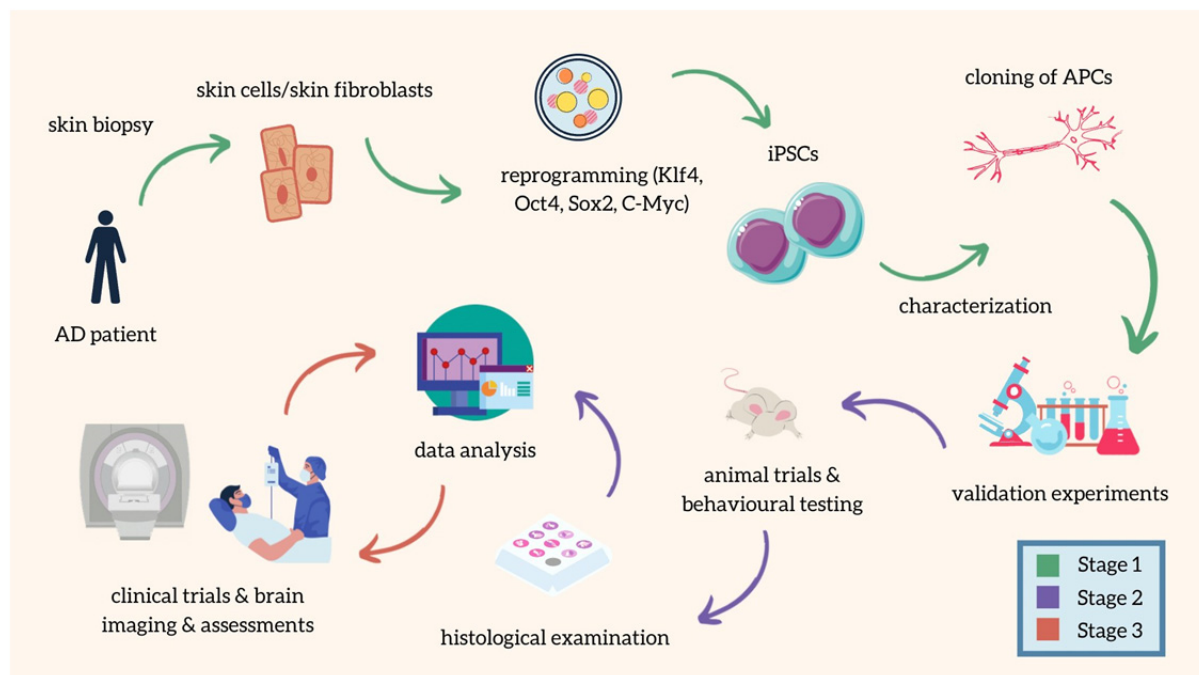 skin biopsy
skin cells/skin fibroblasts
AD patient
reprogramming (Klf4,
Oct4, Sox2, C-Myc)
iPSCs
characterization
cloning of APCs
validation experiments
animal trials &
behavioural testing
histological examination
data analysis
clinical trials & brain
imaging & assessments
Stage 1
Stage 2
Stage 3